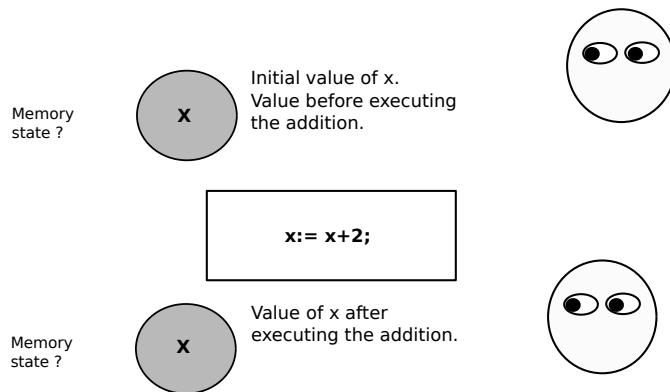 Initial value of x.
Value before executing
the addition.
Memory
state ?
X
x:= x+2;
Value of x after
executing the addition.
Memory
state ?
X